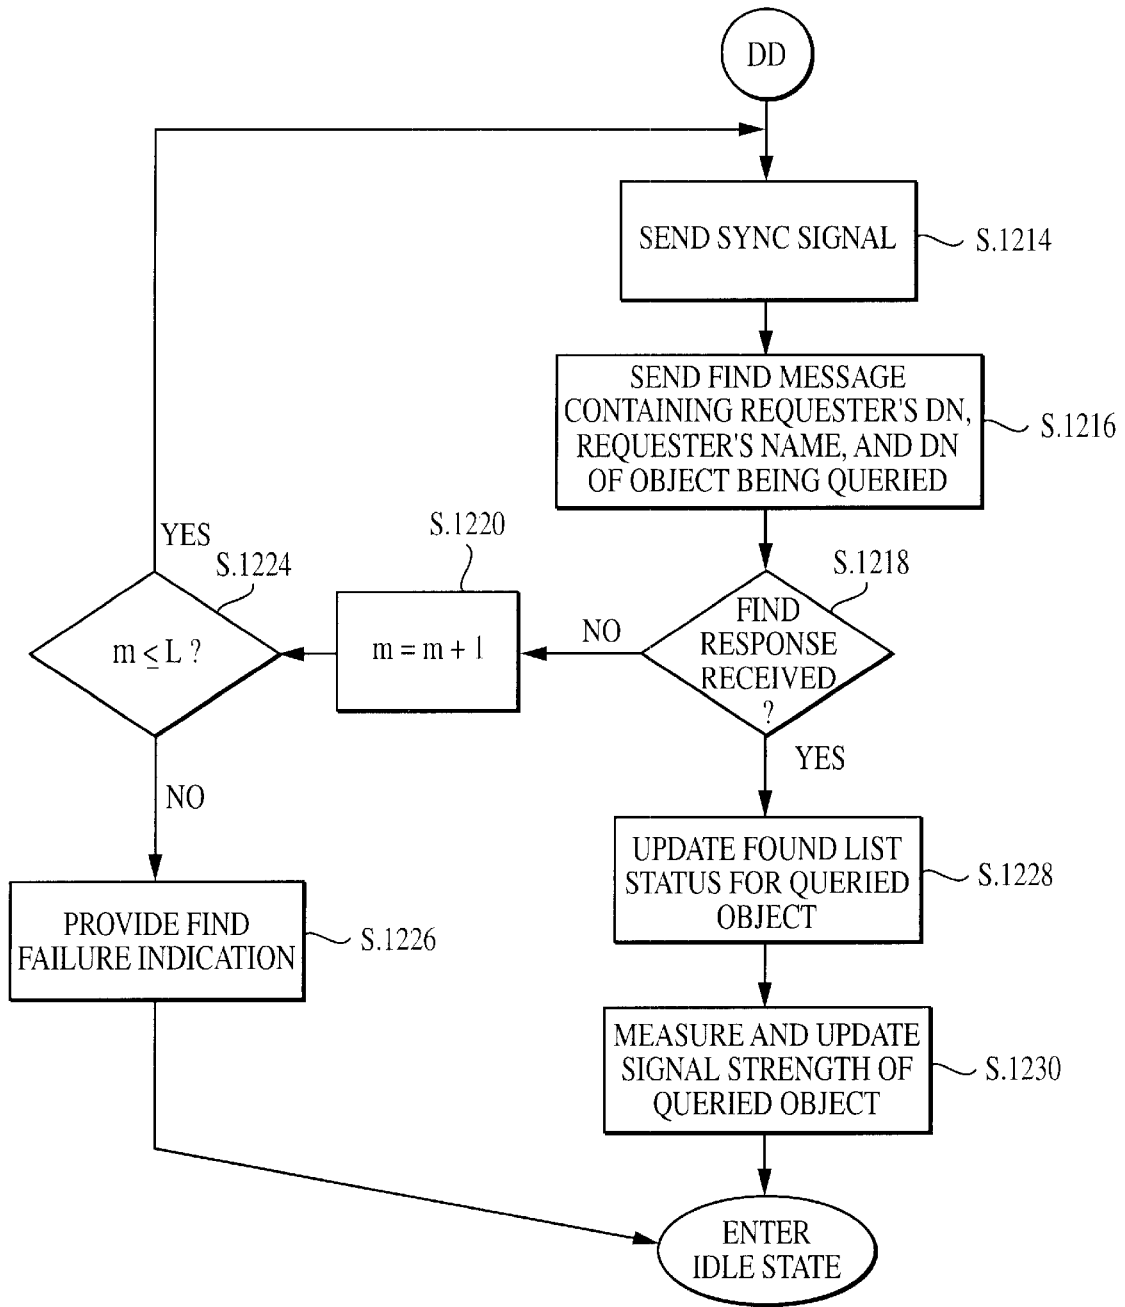 DD
SEND SYNC SIGNAL
S.1214
SEND FIND MESSAGE
CONTAINING REQUESTER'S DN,
REQUESTER'S NAME, AND DN
OF OBJECT BEING QUERIED
S.1216
FIND
RESPONSE
RECEIVED
?
S.1218
NO
m = m + 1
S.1220
m ≤ L ?
S.1224
YES
NO
PROVIDE FIND
FAILURE INDICATION
S.1226
YES
UPDATE FOUND LIST
STATUS FOR QUERIED
OBJECT
S.1228
MEASURE AND UPDATE
SIGNAL STRENGTH OF
QUERIED OBJECT
S.1230
ENTER
IDLE STATE